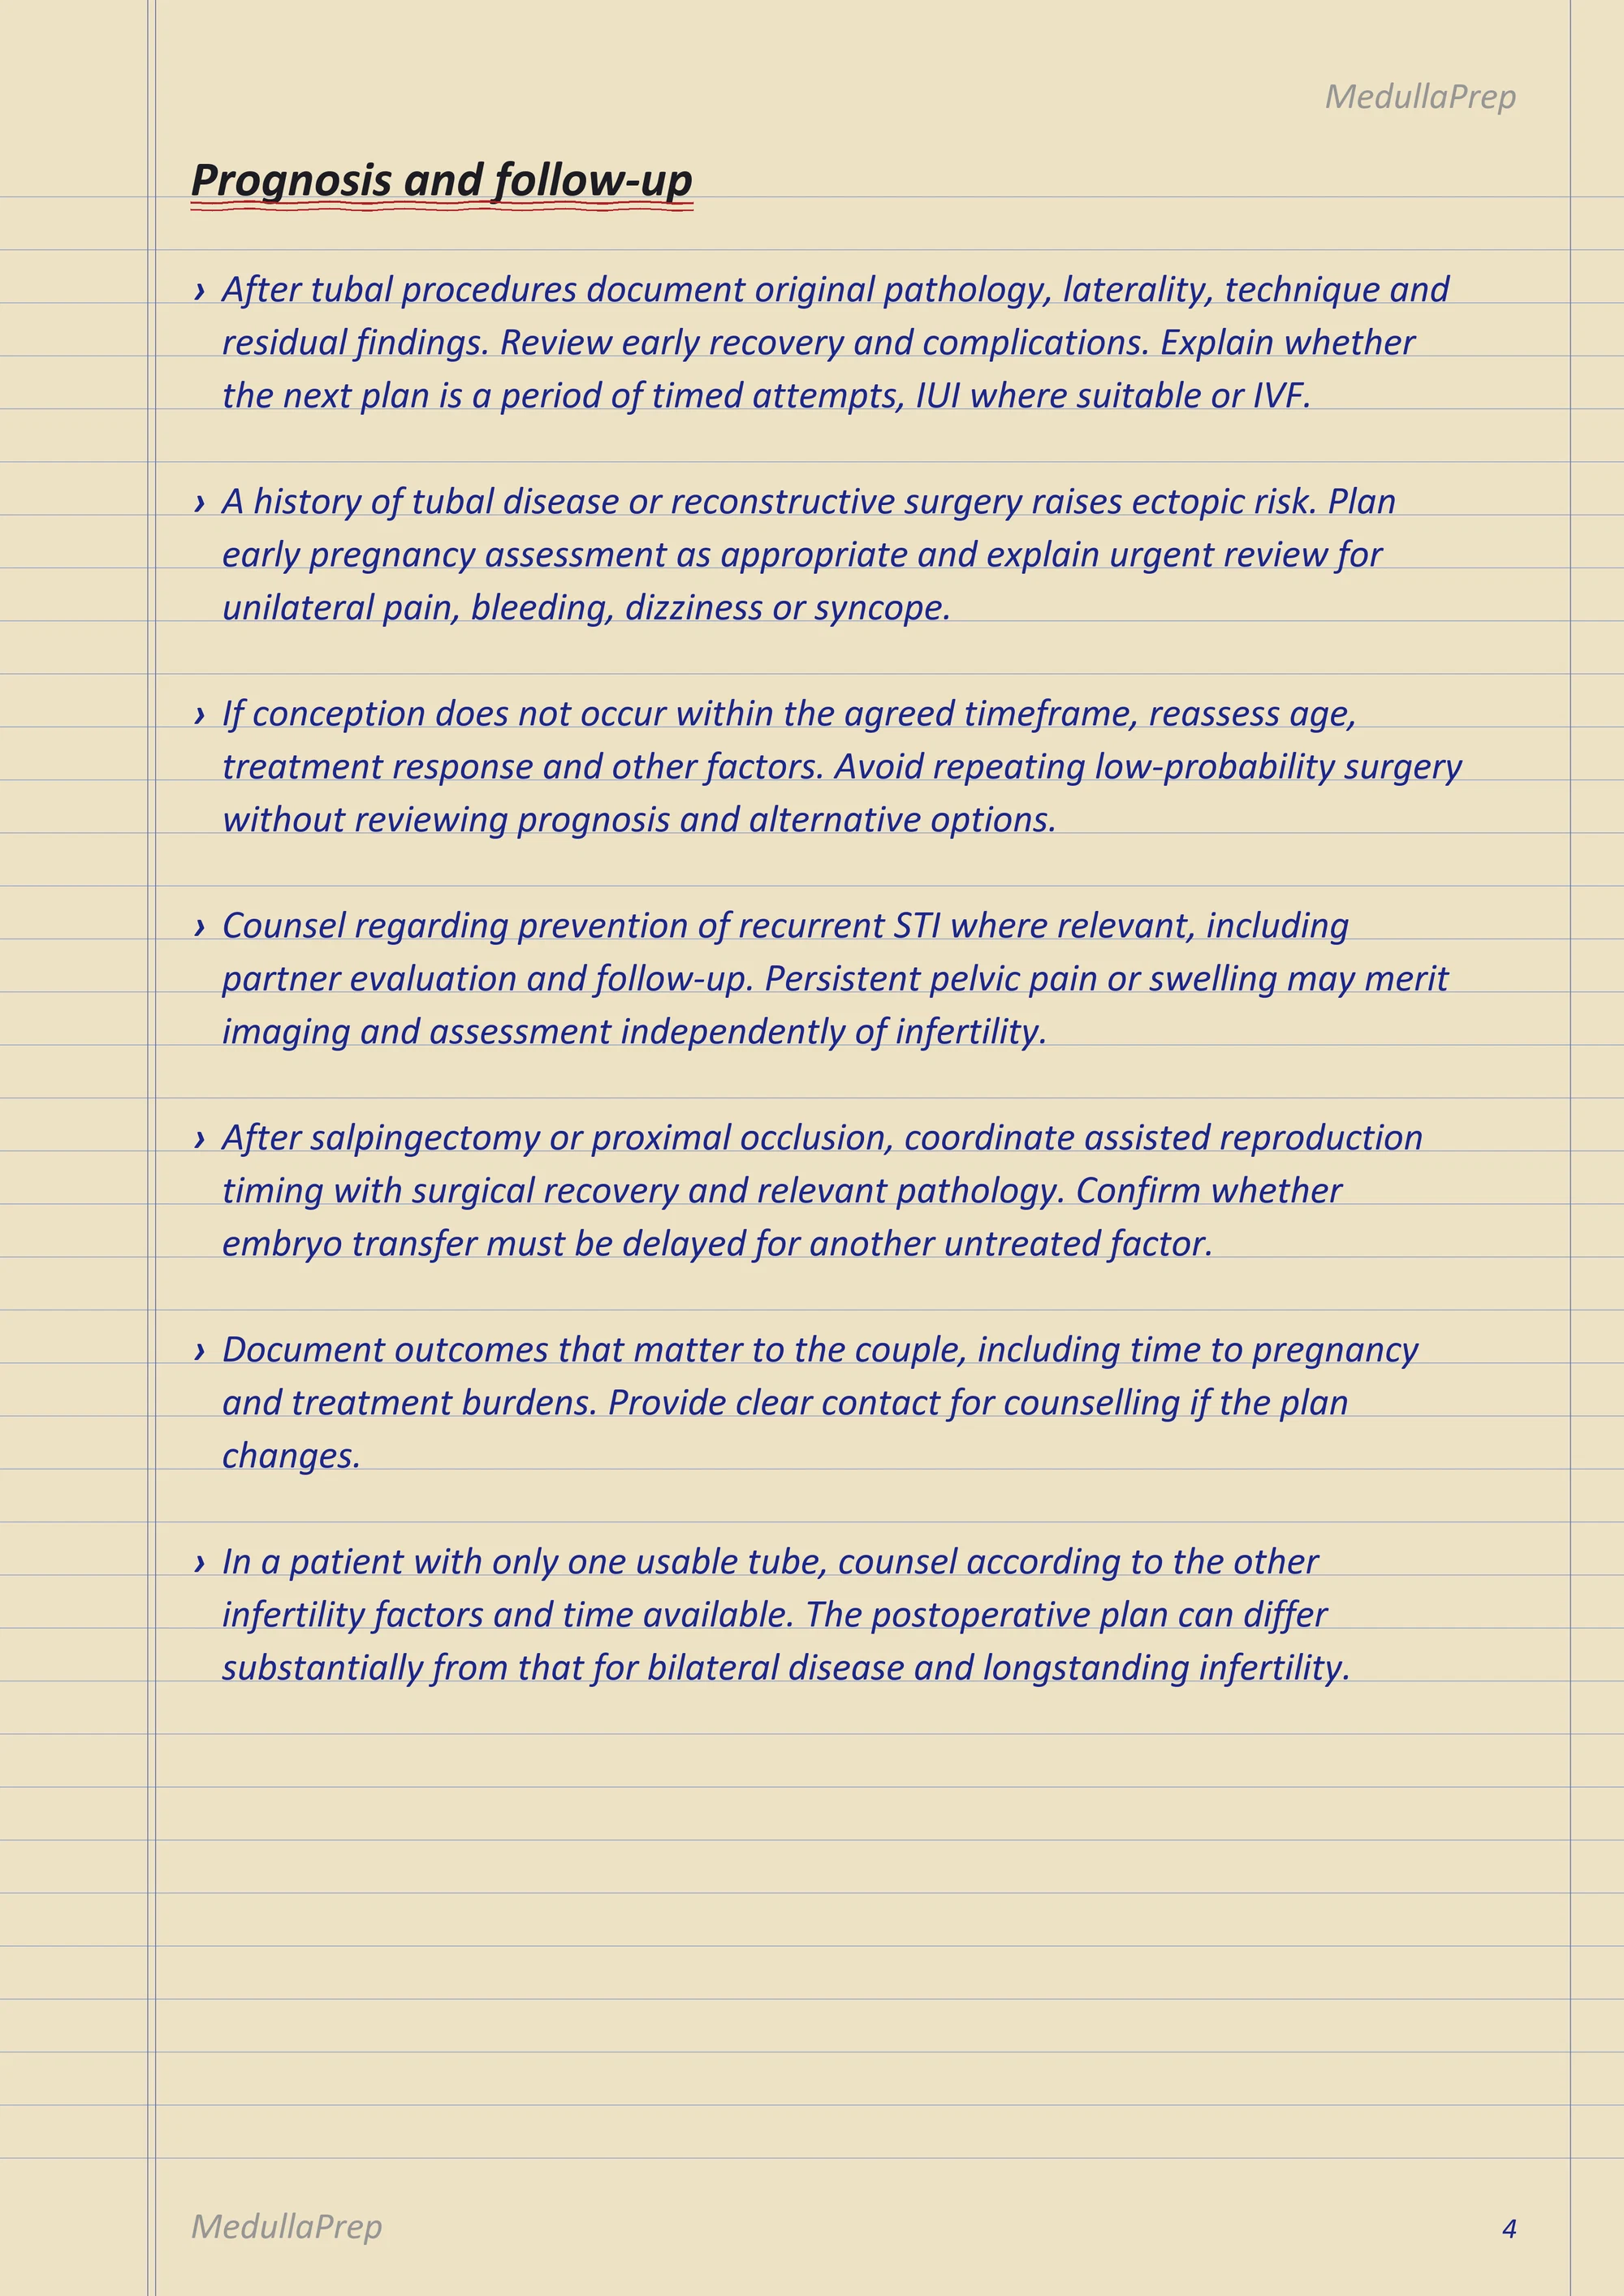 MedullaPrep
Prognosis and follow-up
› After tubal procedures document original pathology, laterality, technique and
residual findings. Review early recovery and complications. Explain whether
the next plan is a period of timed attempts, IUI where suitable or IVF.
› A history of tubal disease or reconstructive surgery raises ectopic risk. Plan
early pregnancy assessment as appropriate and explain urgent review for
unilateral pain, bleeding, dizziness or syncope.
› If conception does not occur within the agreed timeframe, reassess age,
treatment response and other factors. Avoid repeating low-probability surgery
without reviewing prognosis and alternative options.
› Counsel regarding prevention of recurrent STI where relevant, including
partner evaluation and follow-up. Persistent pelvic pain or swelling may merit
imaging and assessment independently of infertility.
› After salpingectomy or proximal occlusion, coordinate assisted reproduction
timing with surgical recovery and relevant pathology. Confirm whether
embryo transfer must be delayed for another untreated factor.
› Document outcomes that matter to the couple, including time to pregnancy
and treatment burdens. Provide clear contact for counselling if the plan
changes.
› In a patient with only one usable tube, counsel according to the other
infertility factors and time available. The postoperative plan can differ
substantially from that for bilateral disease and longstanding infertility.
MedullaPrep
4